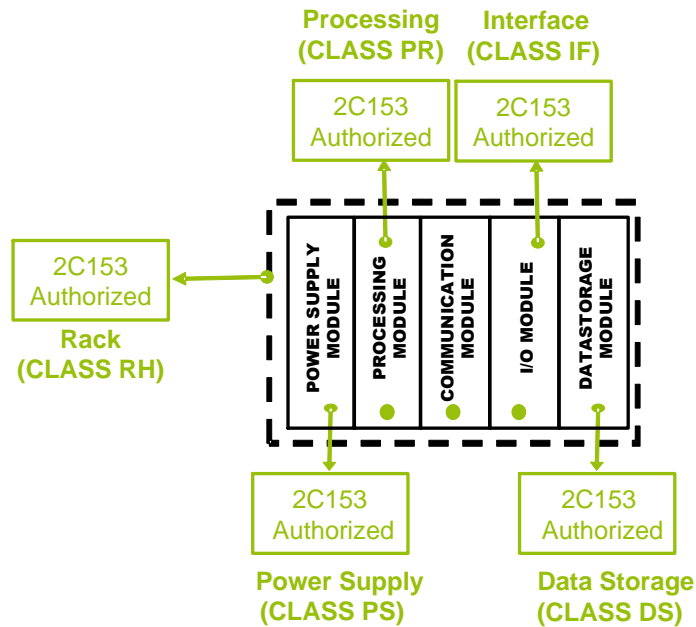 Processing
(CLASS PR)
Interface
(CLASS IF)
2C153
Authorized
2C153
Authorized
2C153
Authorized
Rack
(CLASS RH)
POWER SUPPLY
MODULE
PROCESSING
MODULE
COMMUNICATION
MODULE
I/O MODULE
DATASTORAGE
MODULE
2C153
Authorized
Power Supply
(CLASS PS)
2C153
Authorized
Data Storage
(CLASS DS)